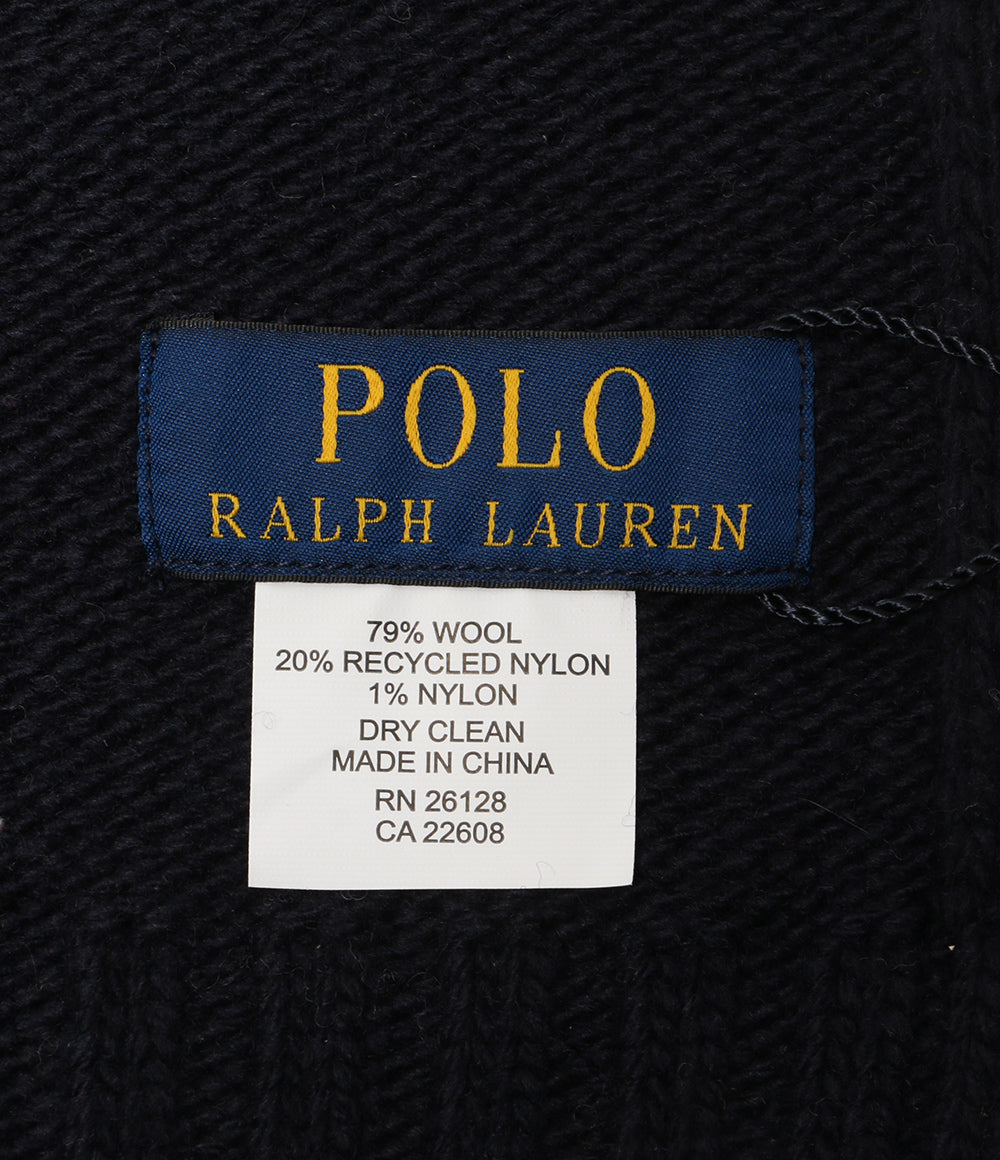 POLO
RALPH LAUREN
79% WOOL
20% RECYCLED NYLON
1% NYLON
DRY CLEAN
MADE IN CHINA
RN 26128
CA 22608